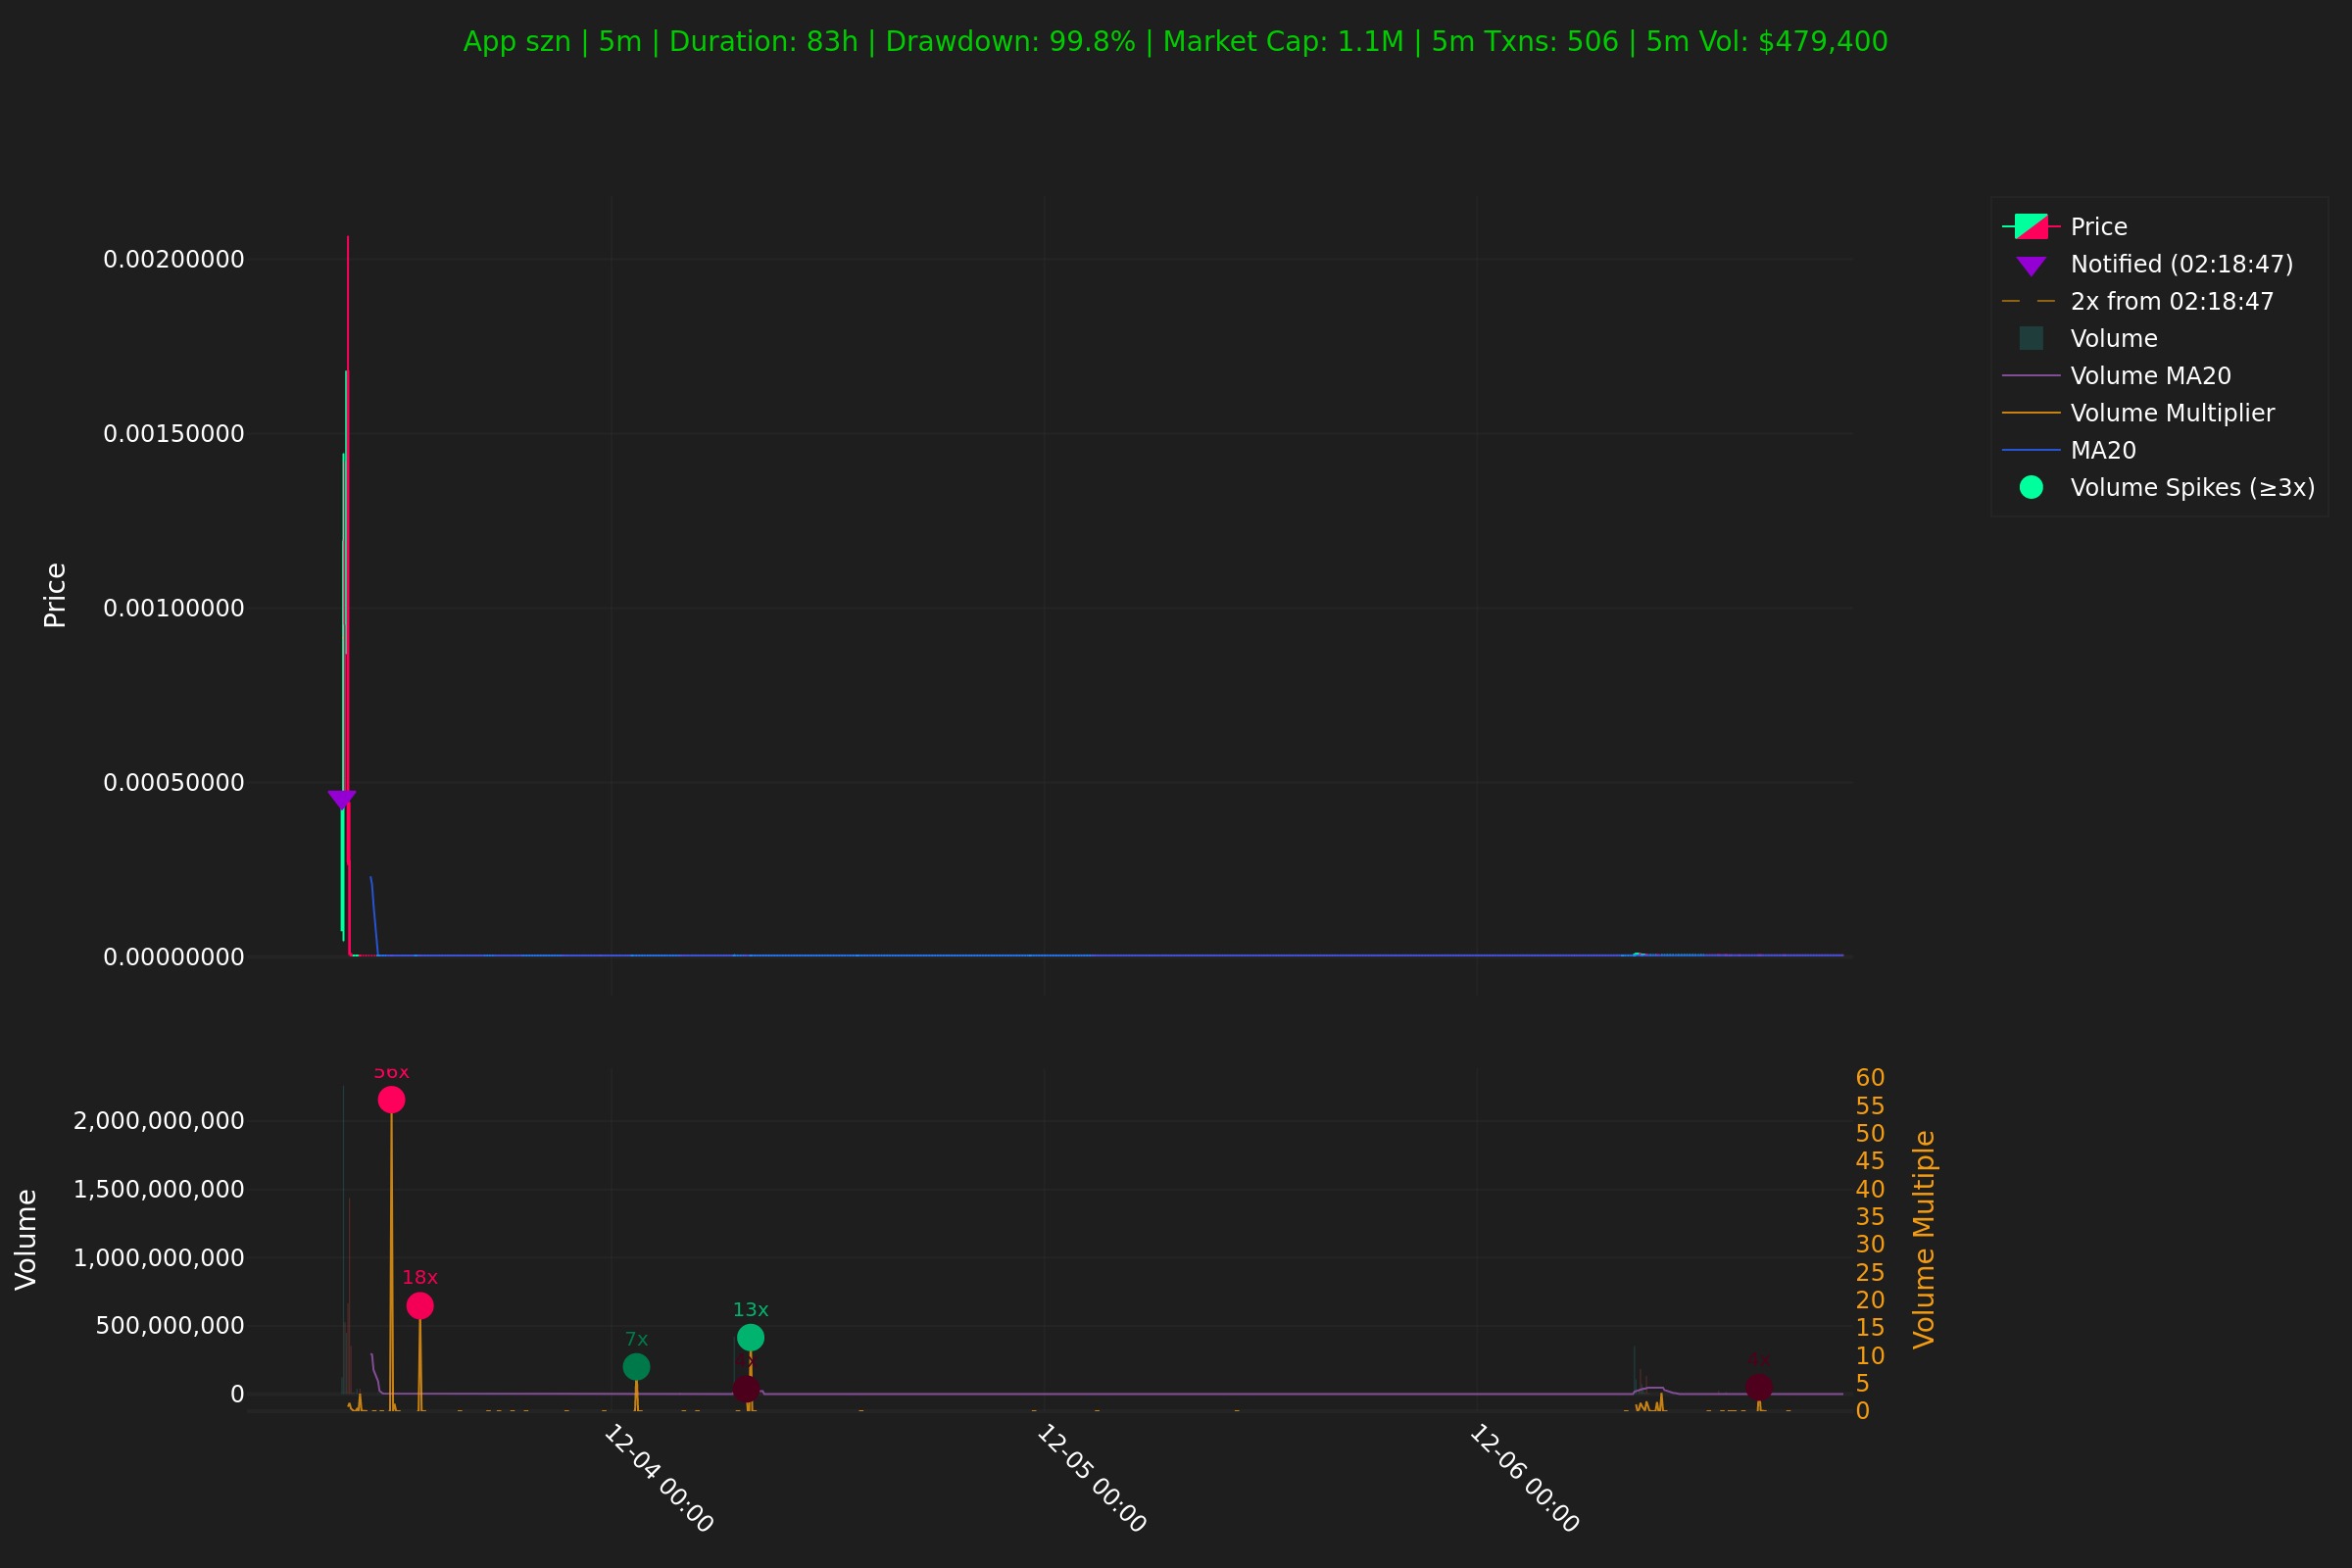 App szn | 5m | Duration: 83h | Drawdown: 99.8% | Market Cap: 1.1M | 5m Txns: 506 | 5m Vol: $479,400
Price
0.00200000
0.00150000
0.00100000
0.00050000
0.00000000
Price
Notified (02:18:47)
2x from 02:18:47
Volume
Volume MA20
Volume Multiplier
MA20
Volume Spikes (≥3x)
Volume
2,000,000,000
1,500,000,000
1,000,000,000
500,000,000
0
56x
18x
7x
13x
60
55
50
45
40
35
30
25
20
15
10
5
0
Volume Multiple
12-04 00:00
12-05 00:00
12-06 00:00